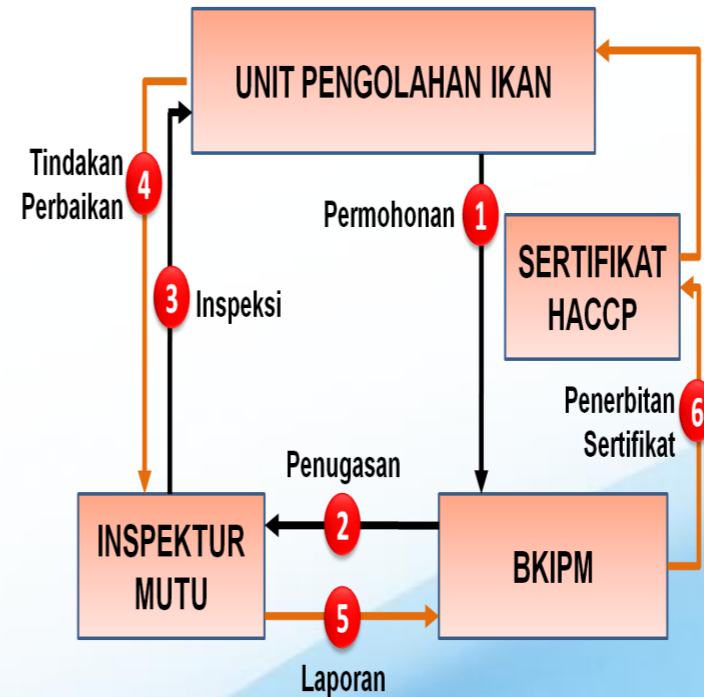 UNIT PENGOLAHAN IKAN
4
Tindakan
Perbaikan
Permohonan
1
3
Inspeksi
SERTIFIKAT
HACCP
Penerbitan
Sertifikat
6
Penugasan
2
INSPEKTUR
MUTU
BKIPM
5
Laporan